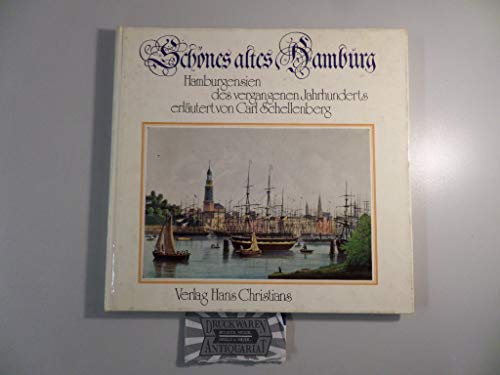 Schönes altes Hamburg
Hamburgensien
des vergangenen Jahrhunderts
erläutert von Carl Schellenberg
Verlag Hans Christians
DRUCKWAREN
ANTIQUARIAT